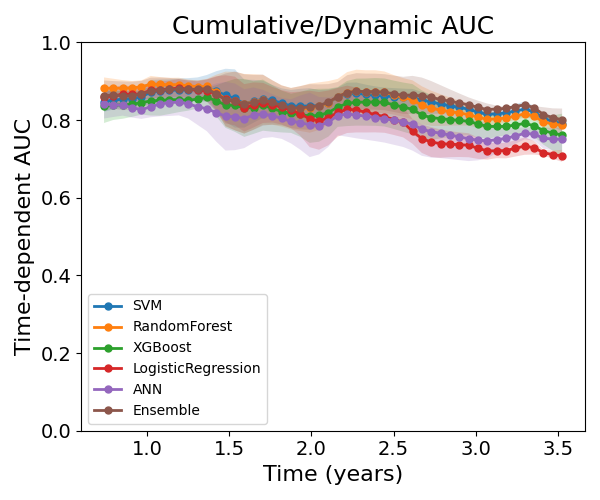 Cumulative/Dynamic AUC
Time-dependent AUC
1.0
0.8
0.6
0.4
0.2
0.0
SVM
RandomForest
XGBoost
LogisticRegression
ANN
Ensemble
1.0 1.5 2.0 2.5 3.0 3.5
Time (years)